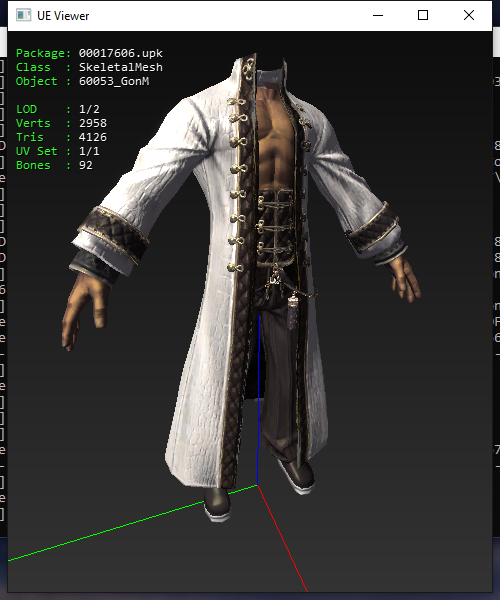 UE Viewer
Package: 00017606.upk
Class : SkeletalMesh
Object : 60053_GonM
LOD : 1/2
Verts : 2958
Tris : 4126
UV Set : 1/1
Bones : 92